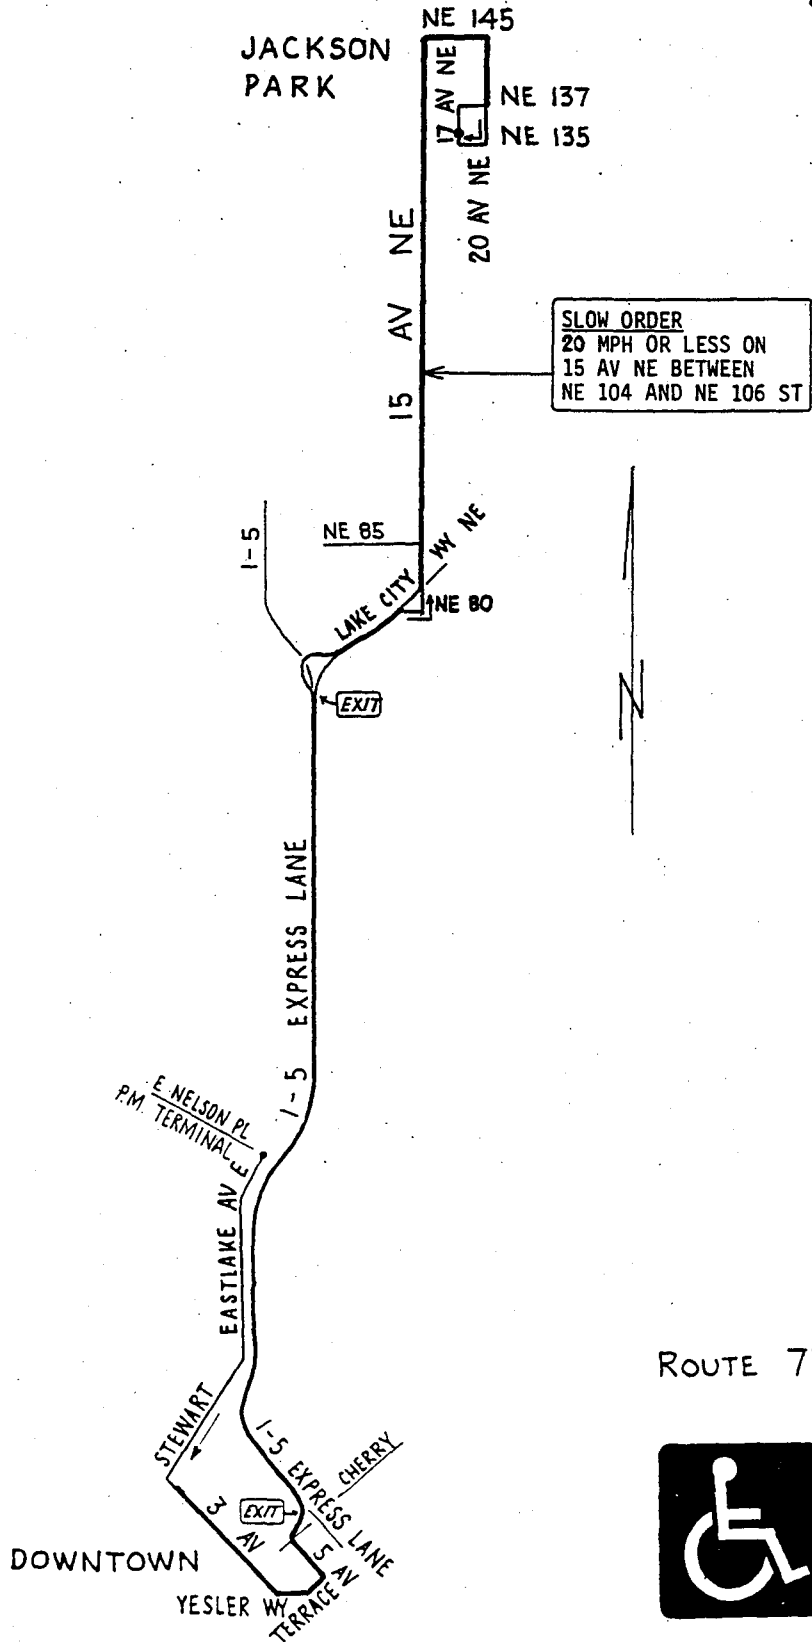 NE 145
JACKSON
PARK
17 AV NE
NE 137
NE 135
20 AV NE
15 AV NE
SLOW ORDER
20 MPH OR LESS ON
15 AV NE BETWEEN
NE 104 AND NE 106 ST
I-5
NE 85
LAKE CITY WY NE
NE 80
EXIT
N
I-5 EXPRESS LANE
E NELSON PL
P.M. TERMINAL
EASTLAKE AV E
ROUTE 7
STEWART
I-5 EXPRESS LANE
CHERRY
3 AV
EXIT
5 AV
DOWNTOWN
YESLER WY
TERRACE